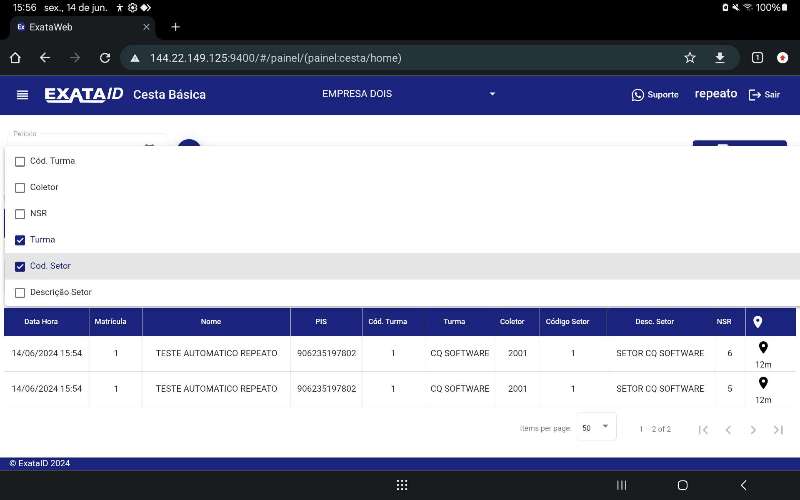 15:56 sex., 14 de jun. 100%
Ex ExataWeb
144.22.149.125:9400/#/painel/(painel:cesta/home) 1
EXATAID Cesta Básica EMPRESA DOIS Suporte repeato Sair
Período
Cód. Turma
Coletor
NSR
Turma
Cód. Setor
Descrição Setor
Data Hora Matrícula Nome PIS Cód. Turma Turma Coletor Código Setor Desc. Setor NSR
14/06/2024 15:54 1 TESTE AUTOMATICO REPEATO 906235197802 1 CQ SOFTWARE 2001 1 SETOR CQ SOFTWARE 6 12m
14/06/2024 15:54 1 TESTE AUTOMATICO REPEATO 906235197802 1 CQ SOFTWARE 2001 1 SETOR CQ SOFTWARE 5 12m
Items per page: 50 1 – 2 of 2
© ExataID 2024